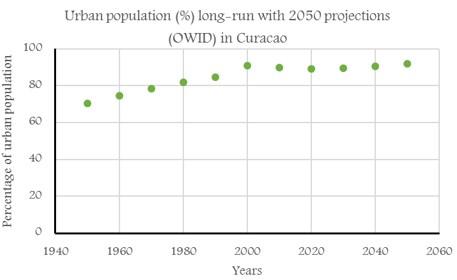 Urban population (%) long-run with 2050 projections
(OWID) in Curacao
Percentage of urban population
100
80
60
40
20
0
1940 1960 1980 2000 2020 2040 2060
Years